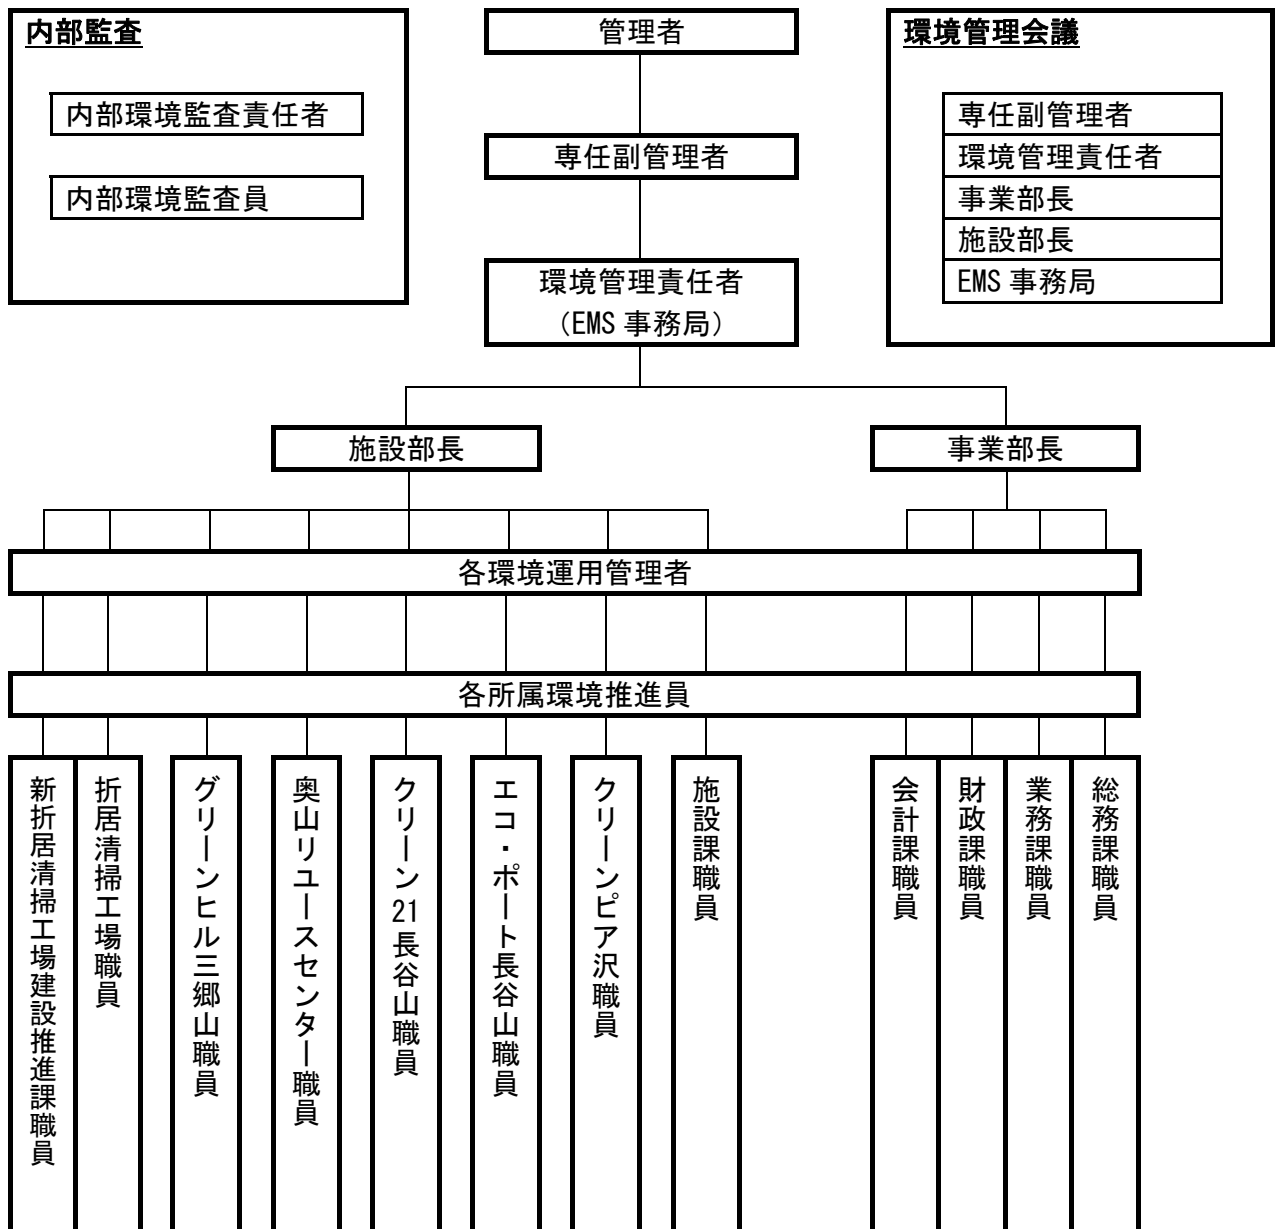 内部監査
内部環境監査責任者
内部環境監査員
管理者
専任副管理者
環境管理責任者
（EMS 事務局）
環境管理会議
専任副管理者
環境管理責任者
事業部長
施設部長
EMS 事務局
施設部長
事業部長
各環境運用管理者
各所属環境推進員
新折居清掃工場建設推進課職員
折居清掃工場職員
グリーンヒル三郷山職員
奥山リユースセンター職員
クリーン21長谷山職員
エコ・ポート長谷山職員
クリーンピア沢職員
施設課職員
会計課職員
財政課職員
業務課職員
総務課職員